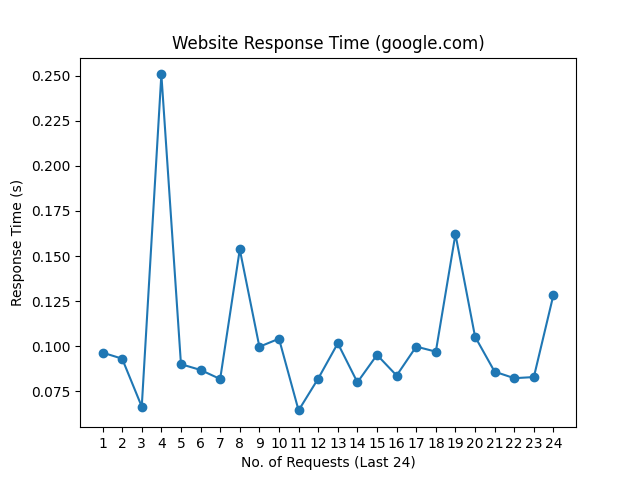 Website Response Time (google.com)
0.250
0.225
0.200
0.175
0.150
0.125
0.100
0.075
Response Time (s)
1 2 3 4 5 6 7 8 9 10 11 12 13 14 15 16 17 18 19 20 21 22 23 24
No. of Requests (Last 24)